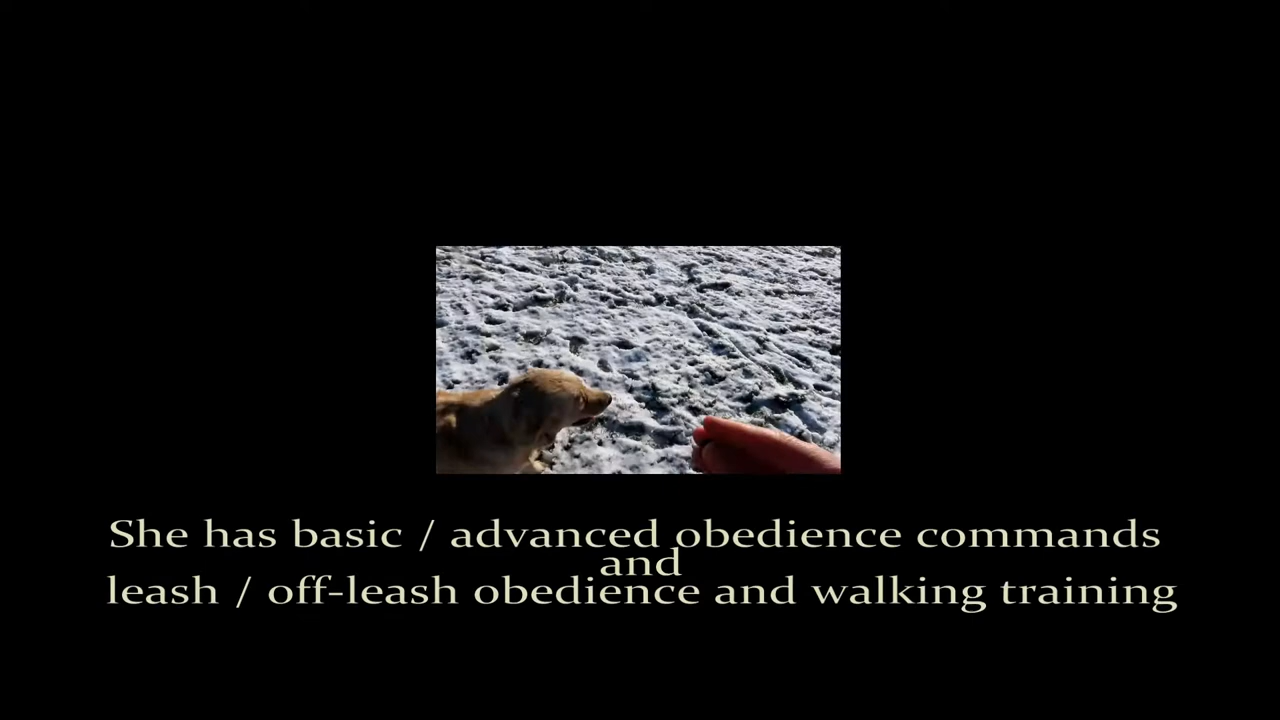 She has basic / advanced obedience commands
and
leash / off-leash obedience and walking training